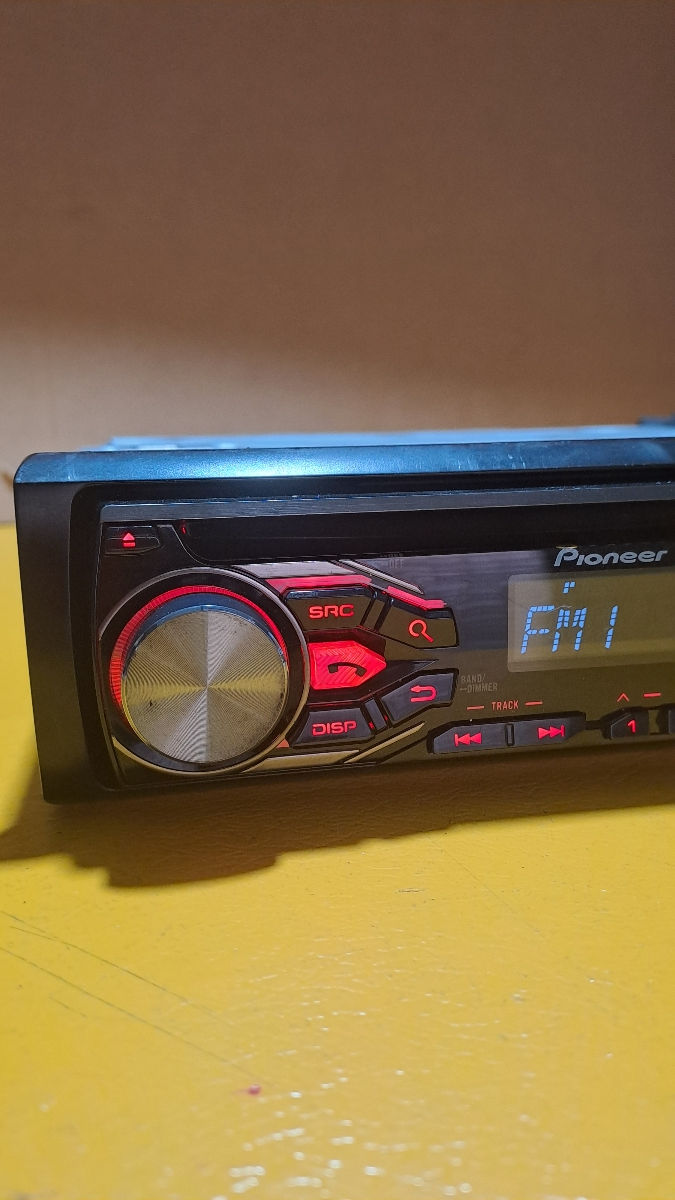 Pioneer
SRC
FM1
BAND/
DIMMER
DISP
TRACK
1